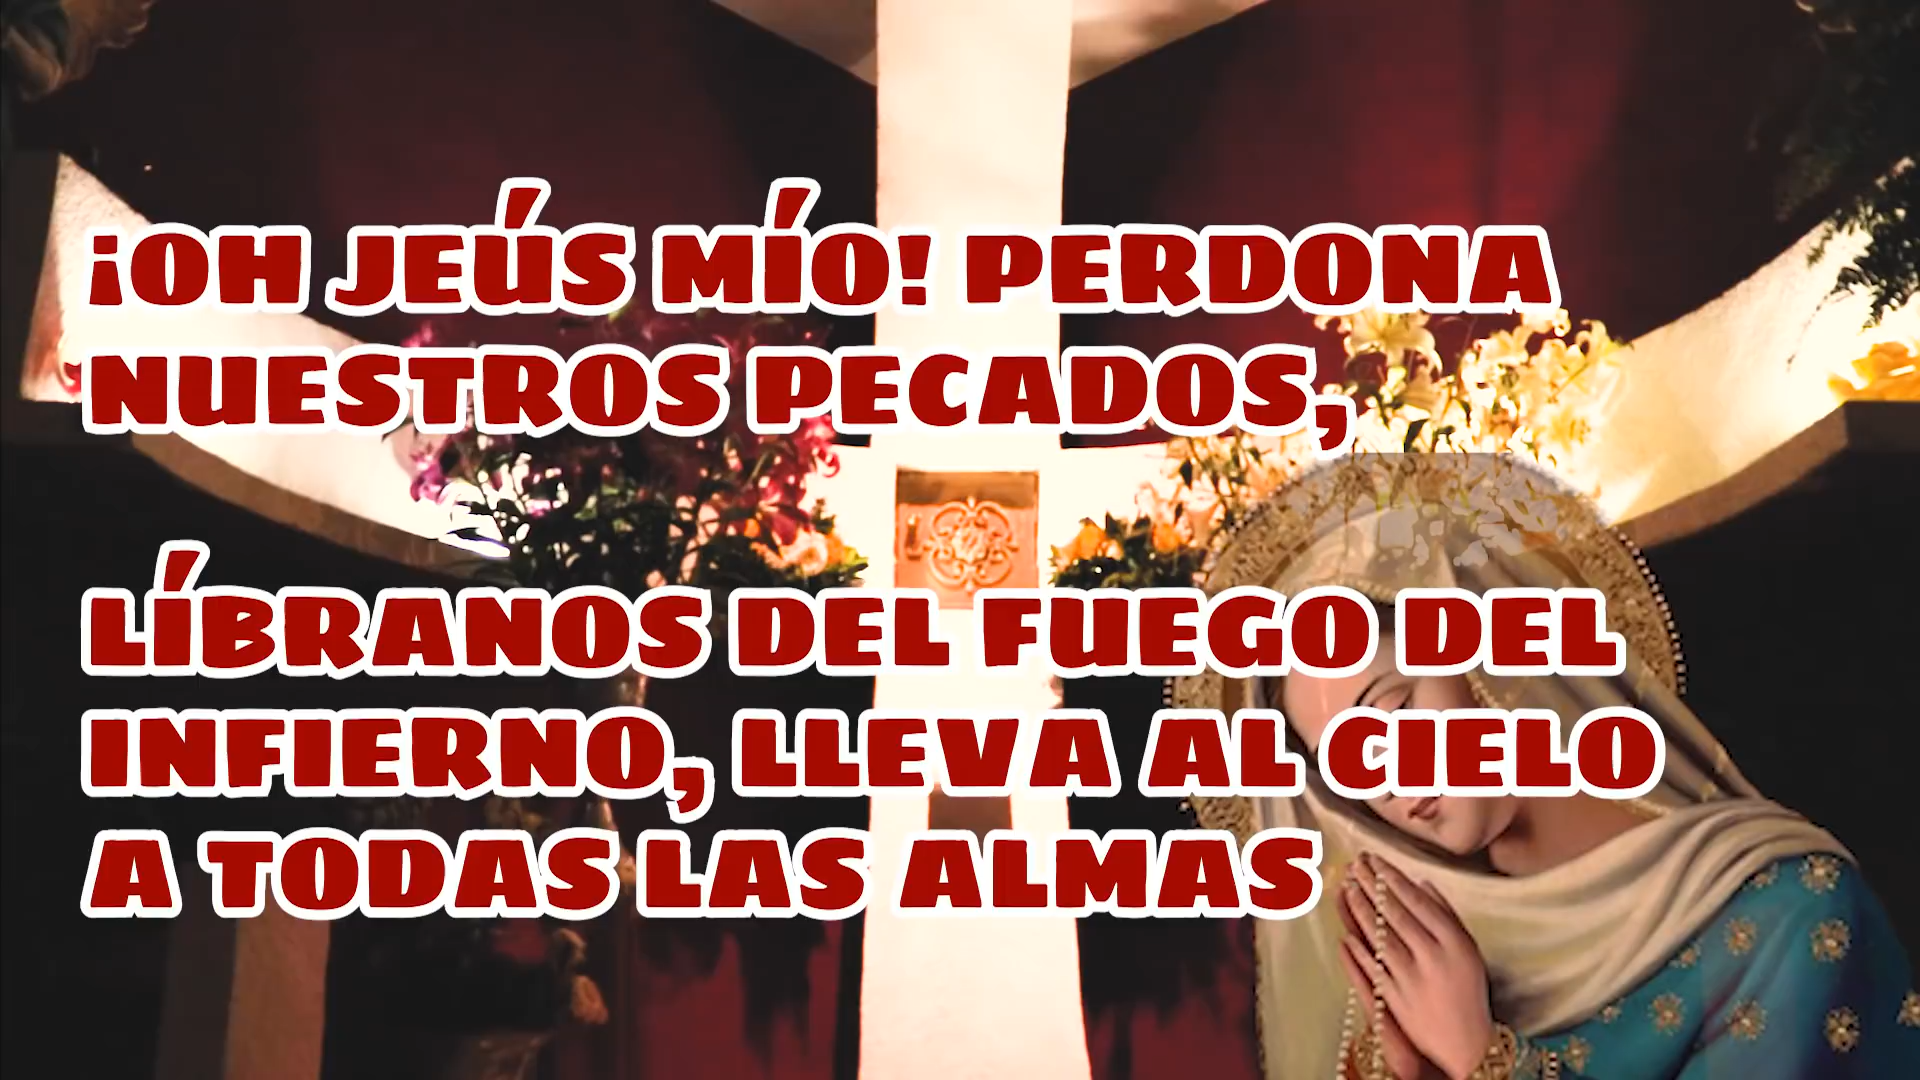 ¡OH JEÚS MÍO! PERDONA
NUESTROS PECADOS,
LÍBRANOS DEL FUEGO DEL
INFIERNO, LLEVA AL CIELO
A TODAS LAS ALMAS